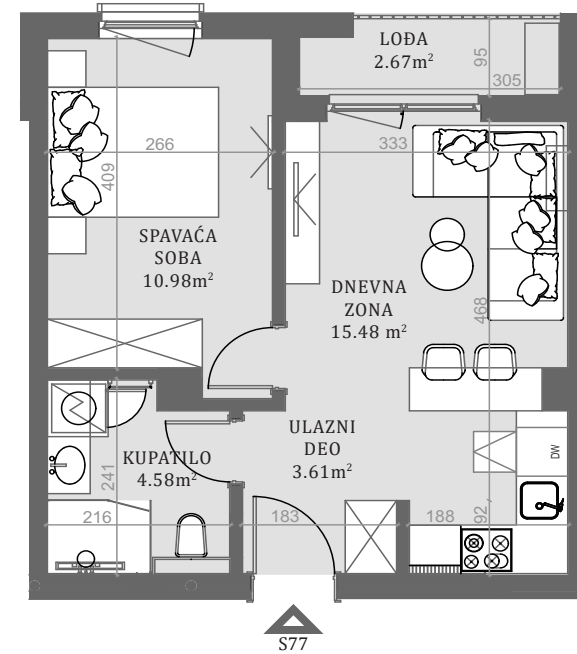 LOĐA
2.67m²
95
305
266
333
409
SPAVAĆA
SOBA
10.98m²
DNEVNA
ZONA
15.48 m²
468
ULAZNI
DEO
3.61m²
KUPATILO
4.58m²
241
DW
216
183
188
92
S77